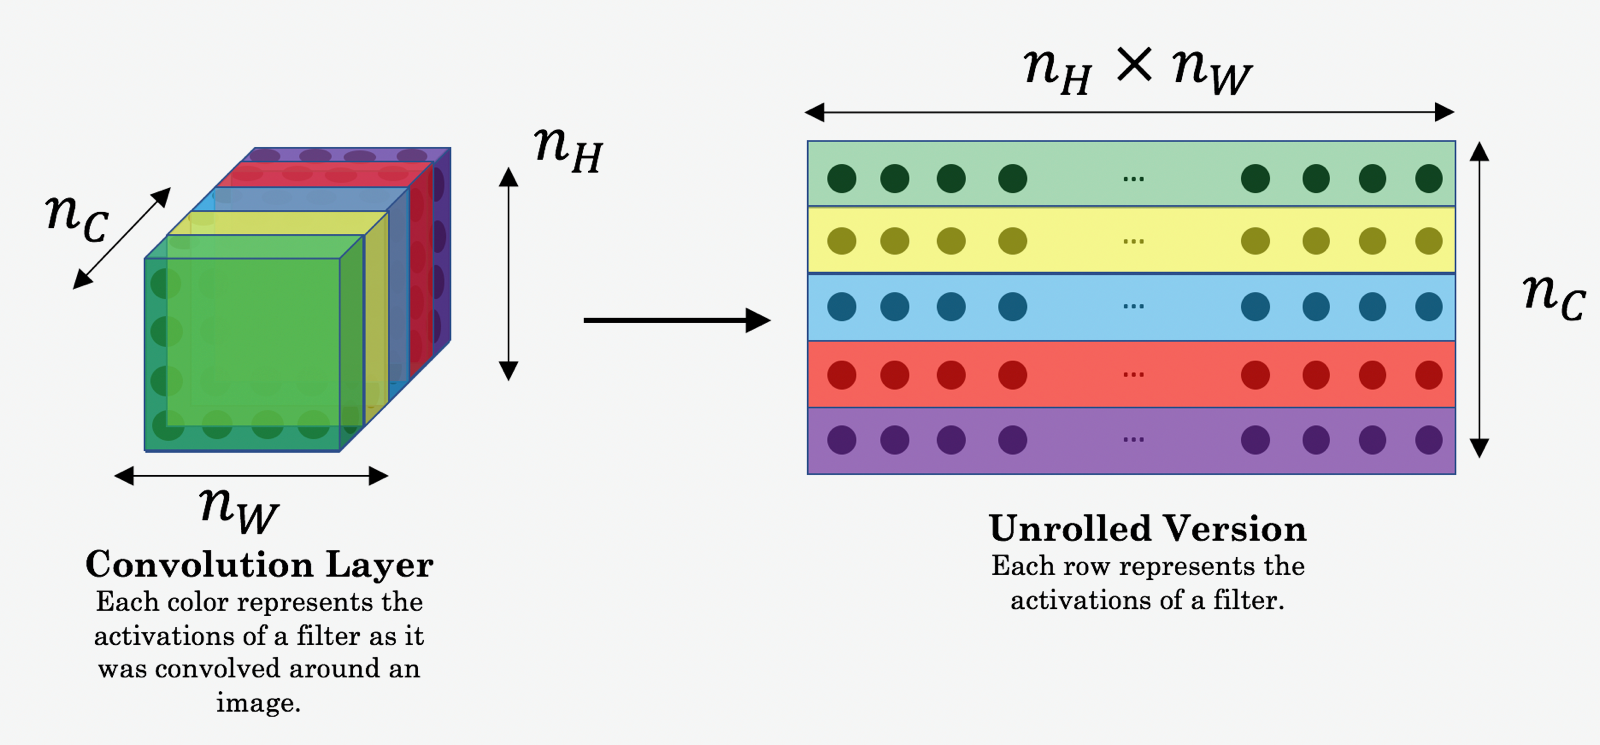 n_C
n_H
n_W
Convolution Layer
Each color represents the
activations of a filter as it
was convolved around an
image.
n_H × n_W
...
...
...
...
...
n_C
Unrolled Version
Each row represents the
activations of a filter.